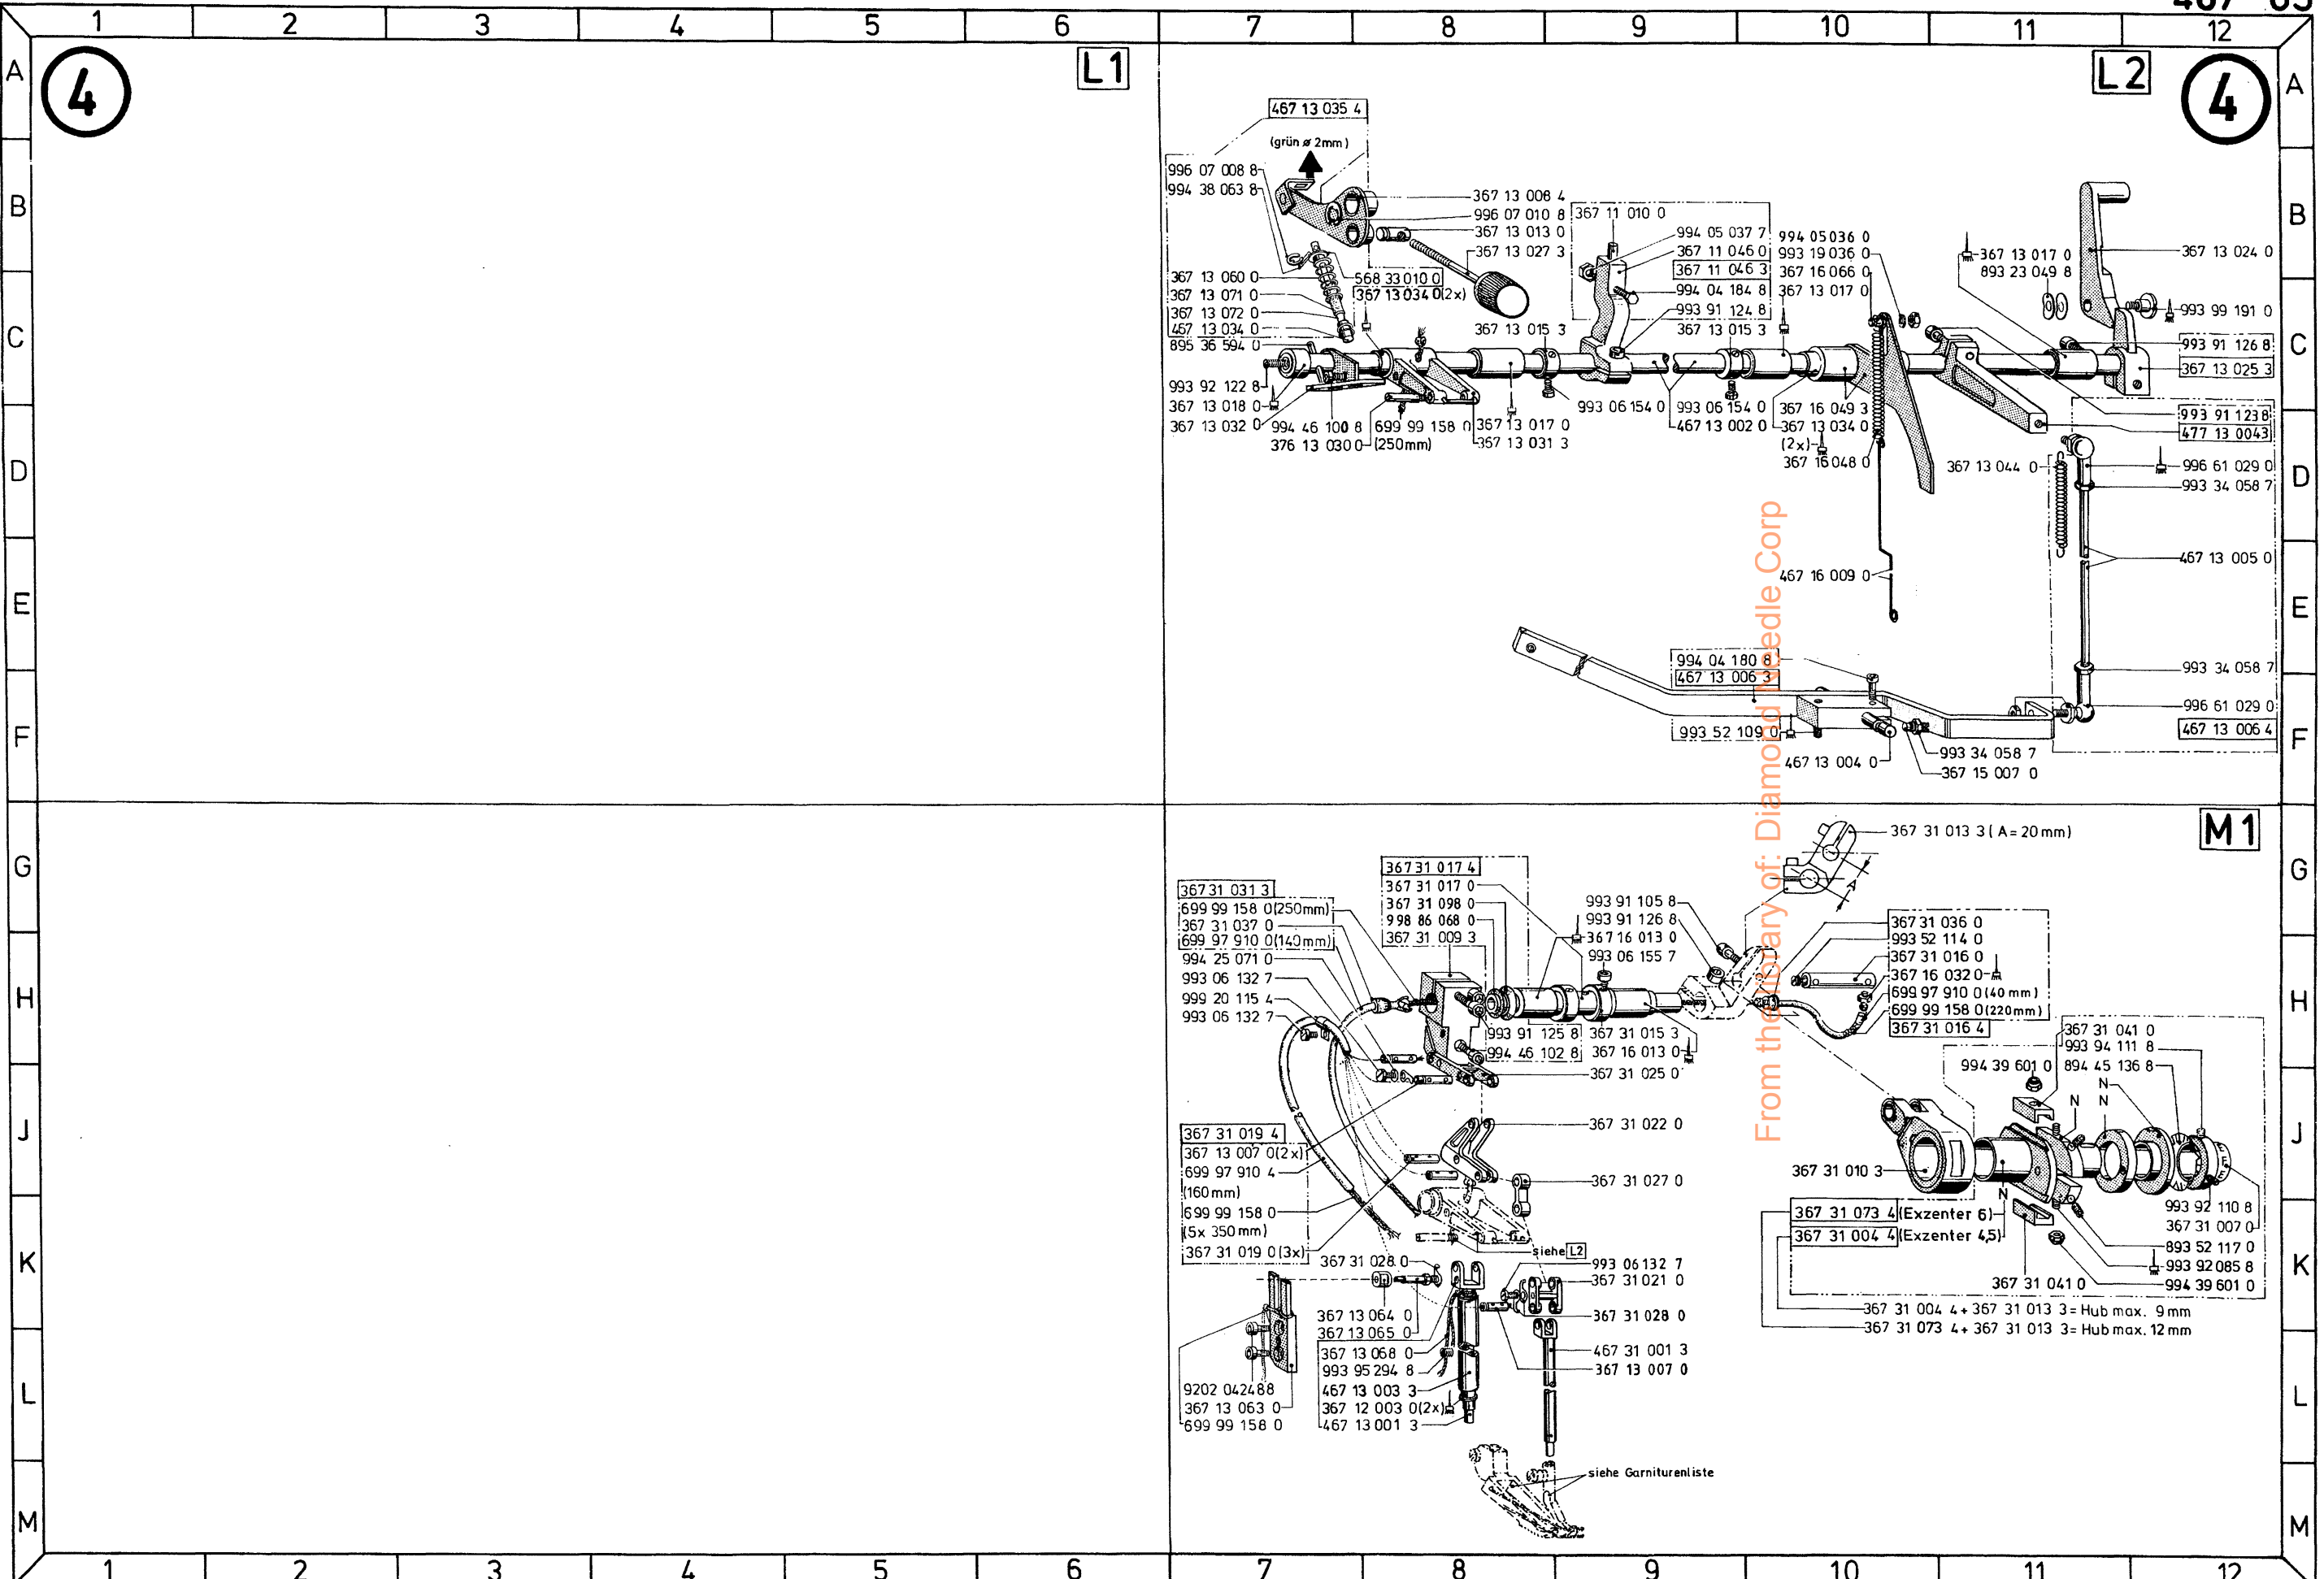 1 2 3 4 5 6 7 8 9 10 11 12
A
B
C
D
E
F
G
H
J
K
L
M
4
L1
L2
4
A
B
C
D
E
F
G
H
J
K
L
M
467 13 035 4
(grün ø 2mm)
996 07 008 8
994 38 063 8
367 13 008 4
996 07 010 8
367 13 013 0
367 13 027 3
367 13 060 0
367 13 071 0
367 13 072 0
467 13 034 0
895 36 594 0
568 33 010 0
367 13 034 0(2x)
993 92 122 8
367 13 018 0
367 13 032 0
994 46 100 8
376 13 030 0
699 99 158 0
(250mm)
367 13 015 3
367 13 017 0
367 13 031 3
367 11 010 0
994 05 037 7
367 11 046 0
367 11 046 3
994 04 184 8
993 91 124 8
367 13 015 3
993 06 154 0
993 06 154 0
467 13 002 0
994 05 036 0
993 19 036 0
367 16 066 0
367 13 017 0
367 16 049 3
367 13 034 0
(2x)
367 16 048 0
367 13 017 0
893 23 049 8
367 13 024 0
993 99 191 0
993 91 126 8
367 13 025 3
993 91 123 8
477 13 004 3
367 13 044 0
996 61 029 0
993 34 058 7
467 13 005 0
467 16 009 0
994 04 180 8
467 13 006 3
993 52 109 0
467 13 004 0
993 34 058 7
367 15 007 0
993 34 058 7
996 61 029 0
467 13 006 4
From the library of: Diamond Needle Corp
M1
367 31 013 3 (A=20mm)
A
367 31 031 3
699 99 158 0(250mm)
367 31 037 0
699 97 910 0(140mm)
994 25 071 0
993 06 132 7
999 20 115 4
993 06 132 7
367 31 017 4
367 31 017 0
367 31 098 0
998 86 068 0
367 31 009 3
993 91 105 8
993 91 126 8
367 16 013 0
993 06 155 7
993 91 125 8
994 46 102 8
367 31 015 3
367 16 013 0
367 31 025 0
367 31 036 0
993 52 114 0
367 31 016 0
367 16 032 0
699 97 910 0(40 mm)
699 99 158 0(220mm)
367 31 016 4
367 31 041 0
993 94 111 8
994 39 601 0
894 45 136 8
N
N
N
N
367 31 019 4
367 13 007 0(2x)
699 97 910 4
(160mm)
699 99 158 0
(5x 350mm)
367 31 019 0(3x)
367 31 022 0
367 31 027 0
367 31 010 3
367 31 073 4(Exzenter 6)
367 31 004 4(Exzenter 4,5)
993 92 110 8
367 31 007 0
893 52 117 0
993 92 085 8
994 39 601 0
367 31 041 0
siehe L2
367 31 028 0
993 06 132 7
367 31 021 0
367 31 028 0
367 31 004 4 + 367 31 013 3 = Hub max. 9mm
367 31 073 4 + 367 31 013 3 = Hub max. 12mm
367 13 064 0
367 13 065 0
367 13 068 0
993 95 294 8
467 13 003 3
367 12 003 0(2x)
467 13 001 3
467 31 001 3
367 13 007 0
9202 04248 8
367 13 063 0
699 99 158 0
siehe Garniturenliste
1 2 3 4 5 6 7 8 9 10 11 12